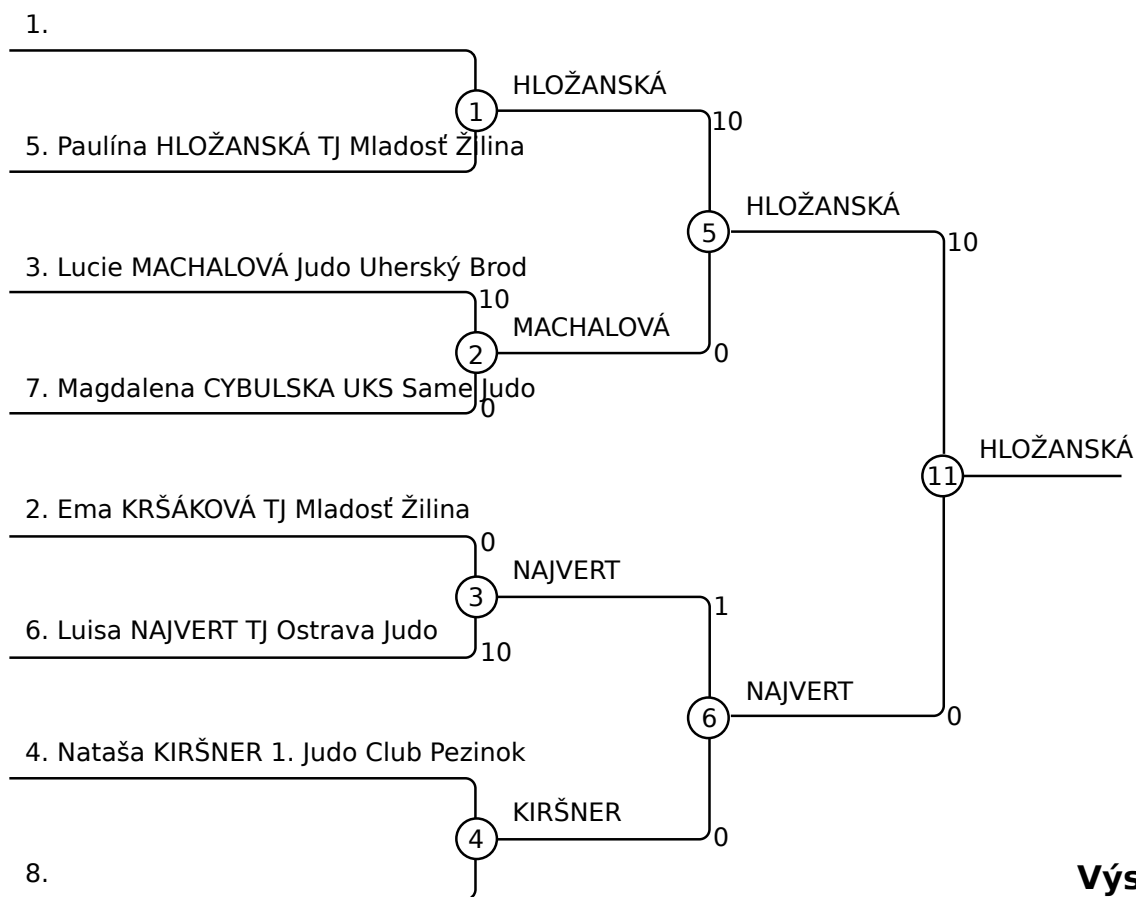 1.
HLOŽANSKÁ
1
10
5. Paulína HLOŽANSKÁ TJ Mladosť Žilina
HLOŽANSKÁ
5
10
3. Lucie MACHALOVÁ Judo Uherský Brod
10
MACHALOVÁ
2
0
7. Magdalena CYBULSKA UKS Same Judo
0
HLOŽANSKÁ
11
2. Ema KRŠÁKOVÁ TJ Mladosť Žilina
0
NAJVERT
3
1
6. Luisa NAJVERT TJ Ostrava Judo
10
NAJVERT
6
0
4. Nataša KIRŠNER 1. Judo Club Pezinok
KIRŠNER
4
0
8.
Výs